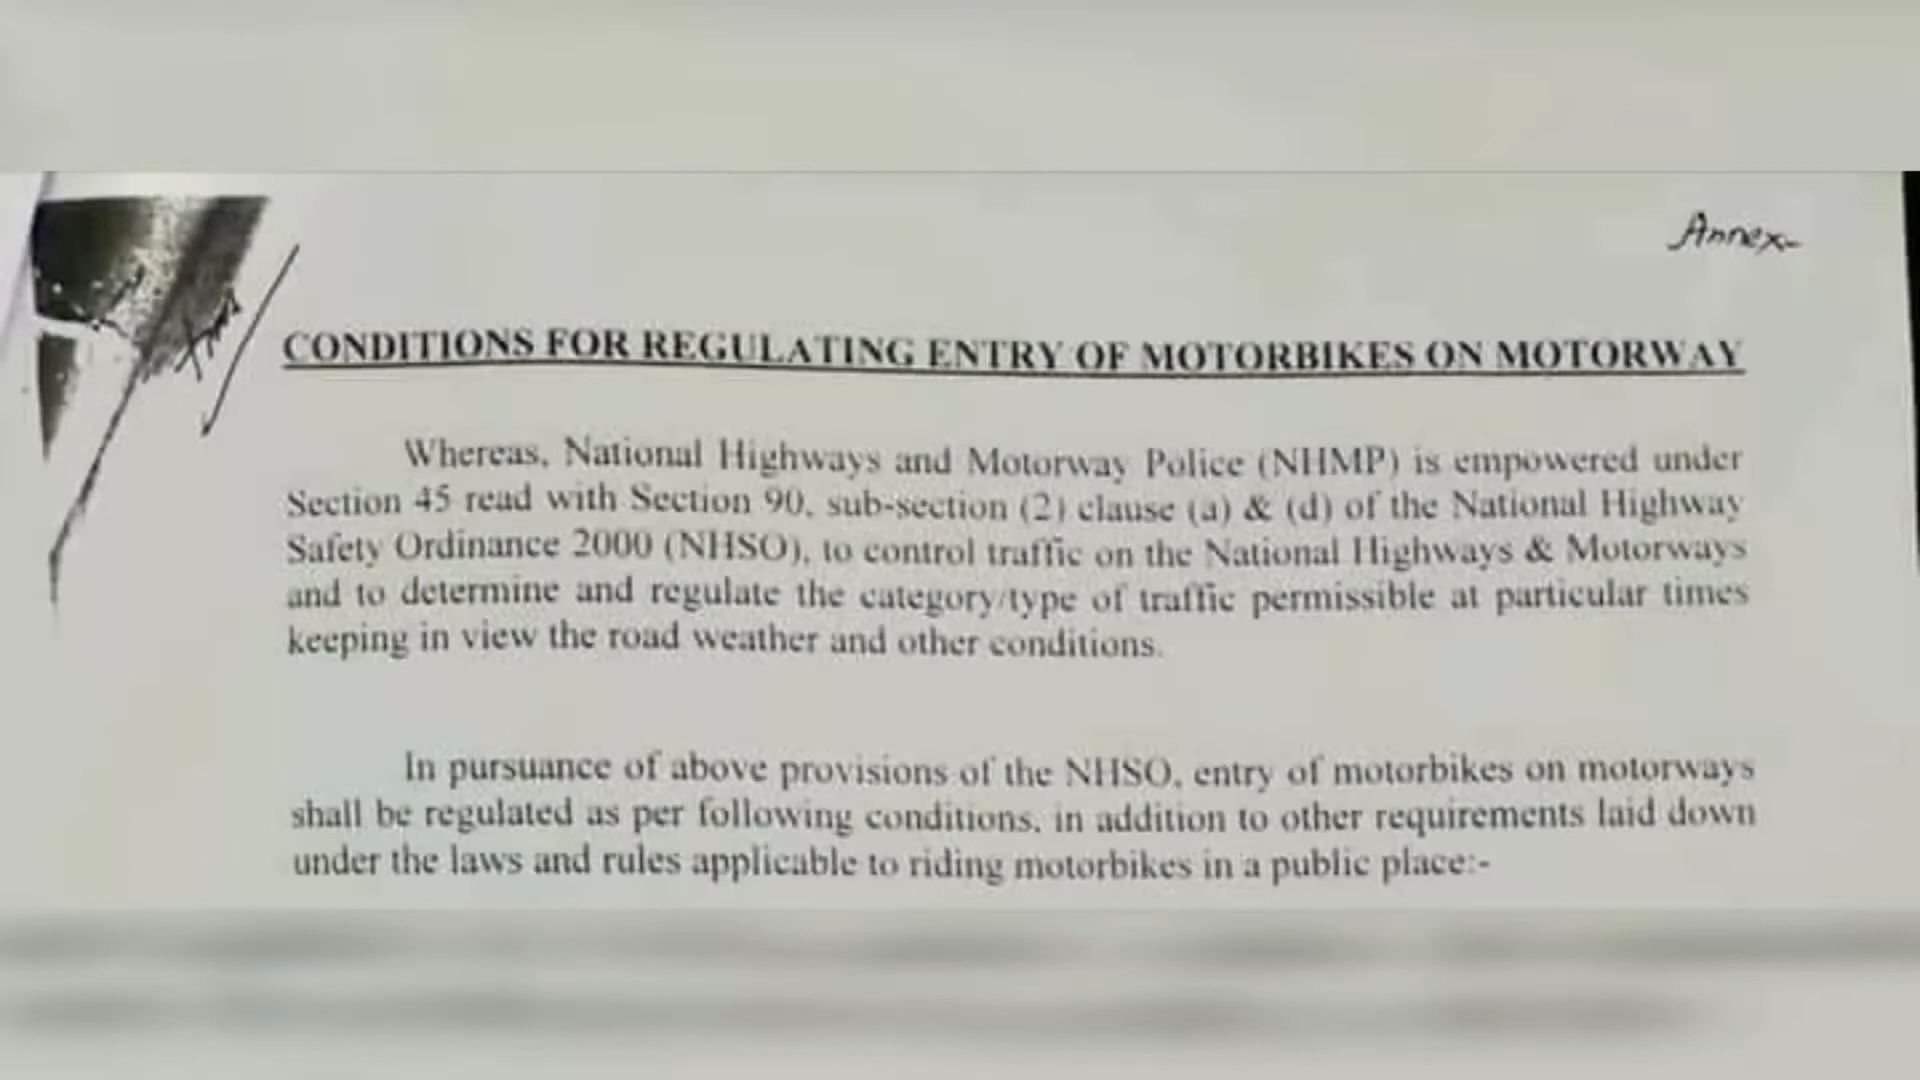 Annex-
CONDITIONS FOR REGULATING ENTRY OF MOTORBIKES ON MOTORWAY
Whereas, National Highways and Motorway Police (NHMP) is empowered under
Section 45 read with Section 90, sub-section (2) clause (a) & (d) of the National Highway
Safety Ordinance 2000 (NHSO), to control traffic on the National Highways & Motorways
and to determine and regulate the category/type of traffic permissible at particular times
keeping in view the road weather and other conditions.
In pursuance of above provisions of the NHSO, entry of motorbikes on motorways
shall be regulated as per following conditions, in addition to other requirements laid down
under the laws and rules applicable to riding motorbikes in a public place:-